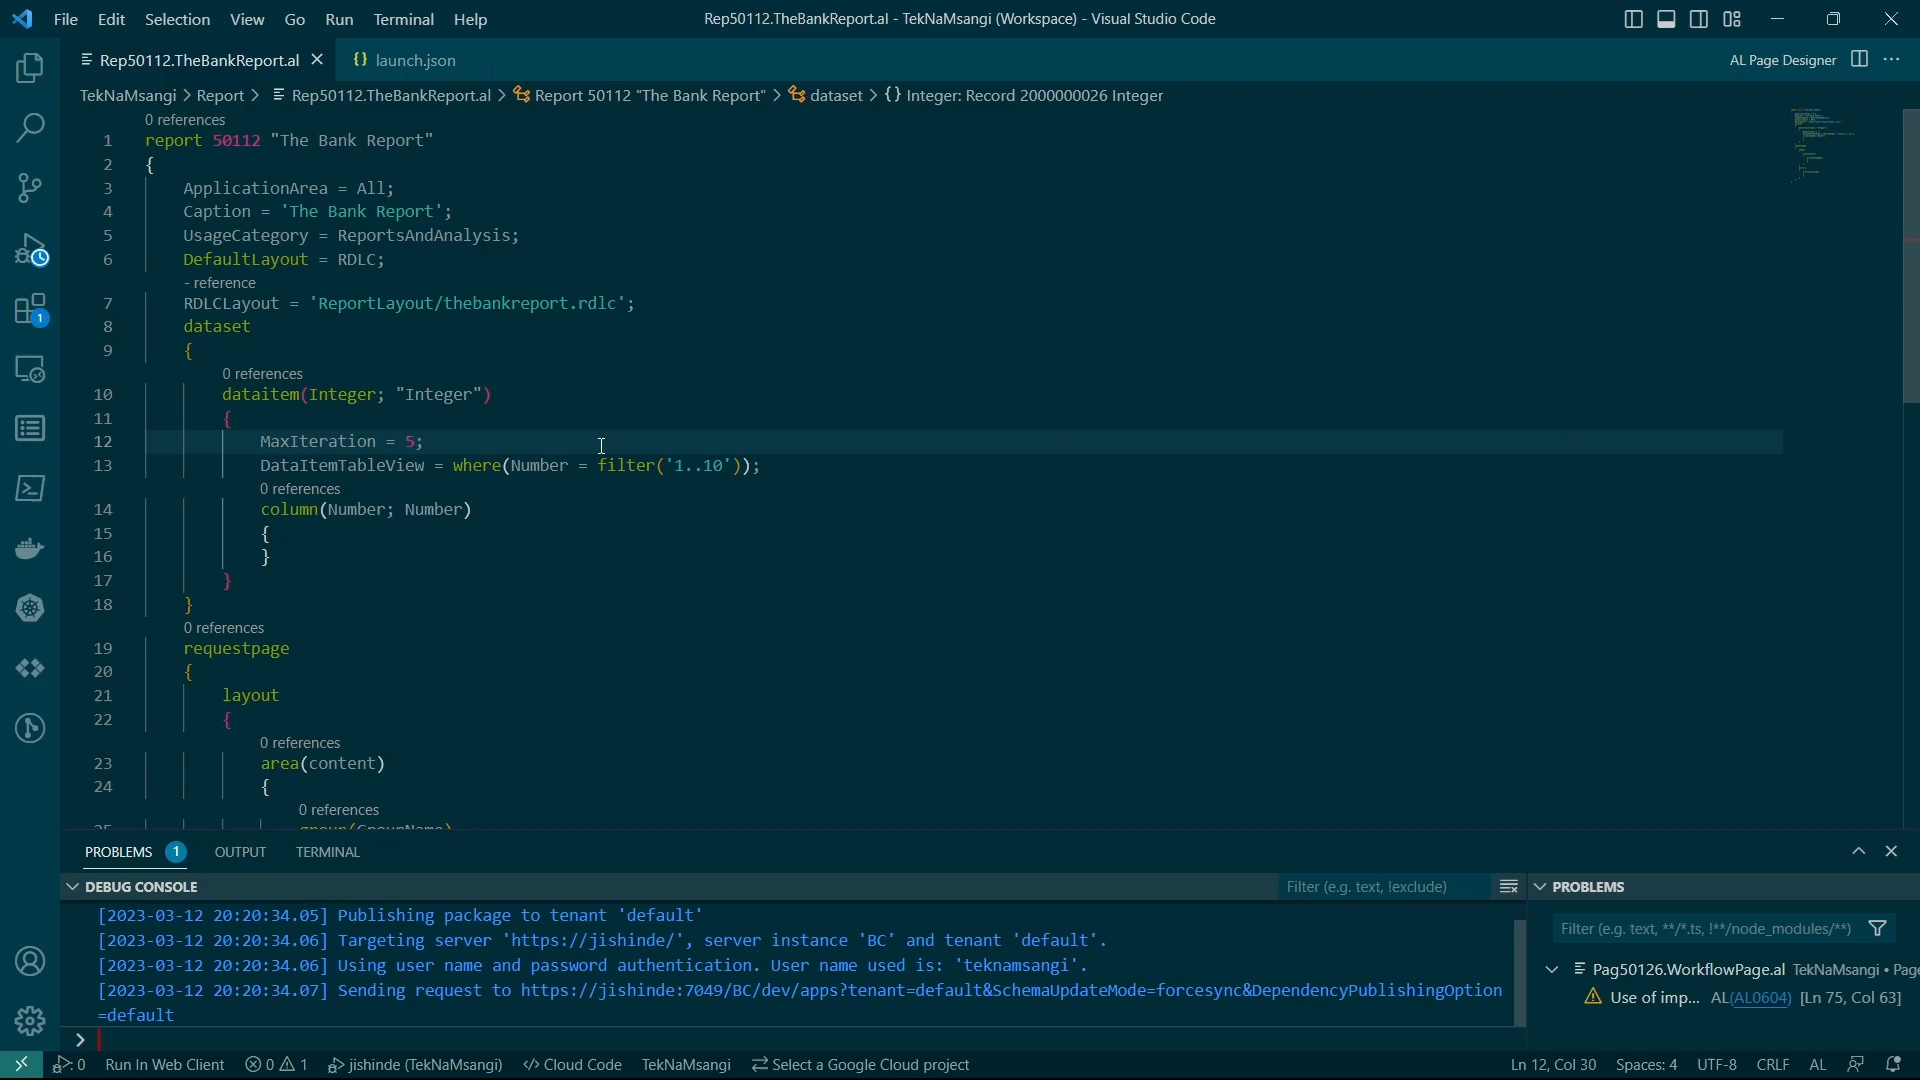 File Edit Selection View Go Run Terminal Help
Rep50112.TheBankReport.al - TekNaMsangi (Workspace) - Visual Studio Code
Rep50112.TheBankReport.al
{} launch.json
AL Page Designer
TekNaMsangi > Report > Rep50112.TheBankReport.al > Report 50112 "The Bank Report" > dataset > {} Integer: Record 2000000026 Integer
0 references
1 report 50112 "The Bank Report"
2 {
3 ApplicationArea = All;
4 Caption = 'The Bank Report';
5 UsageCategory = ReportsAndAnalysis;
6 DefaultLayout = RDLC;
- reference
7 RDLCLayout = 'ReportLayout/thebankreport.rdlc';
8 dataset
9 {
0 references
10 dataitem(Integer; "Integer")
11 {
12 MaxIteration = 5;
13 DataItemTableView = where(Number = filter('1..10'));
0 references
14 column(Number; Number)
15 {
16 }
17 }
18 }
0 references
19 requestpage
20 {
21 layout
22 {
0 references
23 area(content)
24 {
0 references
25 group(GroupName)
PROBLEMS 1 OUTPUT TERMINAL
DEBUG CONSOLE
Filter (e.g. text, !exclude)
[2023-03-12 20:20:34.05] Publishing package to tenant 'default'
[2023-03-12 20:20:34.06] Targeting server 'https://jishinde/', server instance 'BC' and tenant 'default'.
[2023-03-12 20:20:34.06] Using user name and password authentication. User name used is: 'teknamsangi'.
[2023-03-12 20:20:34.07] Sending request to https://jishinde:7049/BC/dev/apps?tenant=default&SchemaUpdateMode=forcesync&DependencyPublishingOption
=default
PROBLEMS
Filter (e.g. text, **/*.ts, !**/node_modules/**)
Pag50126.WorkflowPage.al TekNaMsangi • Page
Use of imp... AL(AL0604) [Ln 75, Col 63]
0 Run In Web Client 0 1 jishinde (TekNaMsangi) Cloud Code TekNaMsangi Select a Google Cloud project
Ln 12, Col 30 Spaces: 4 UTF-8 CRLF AL